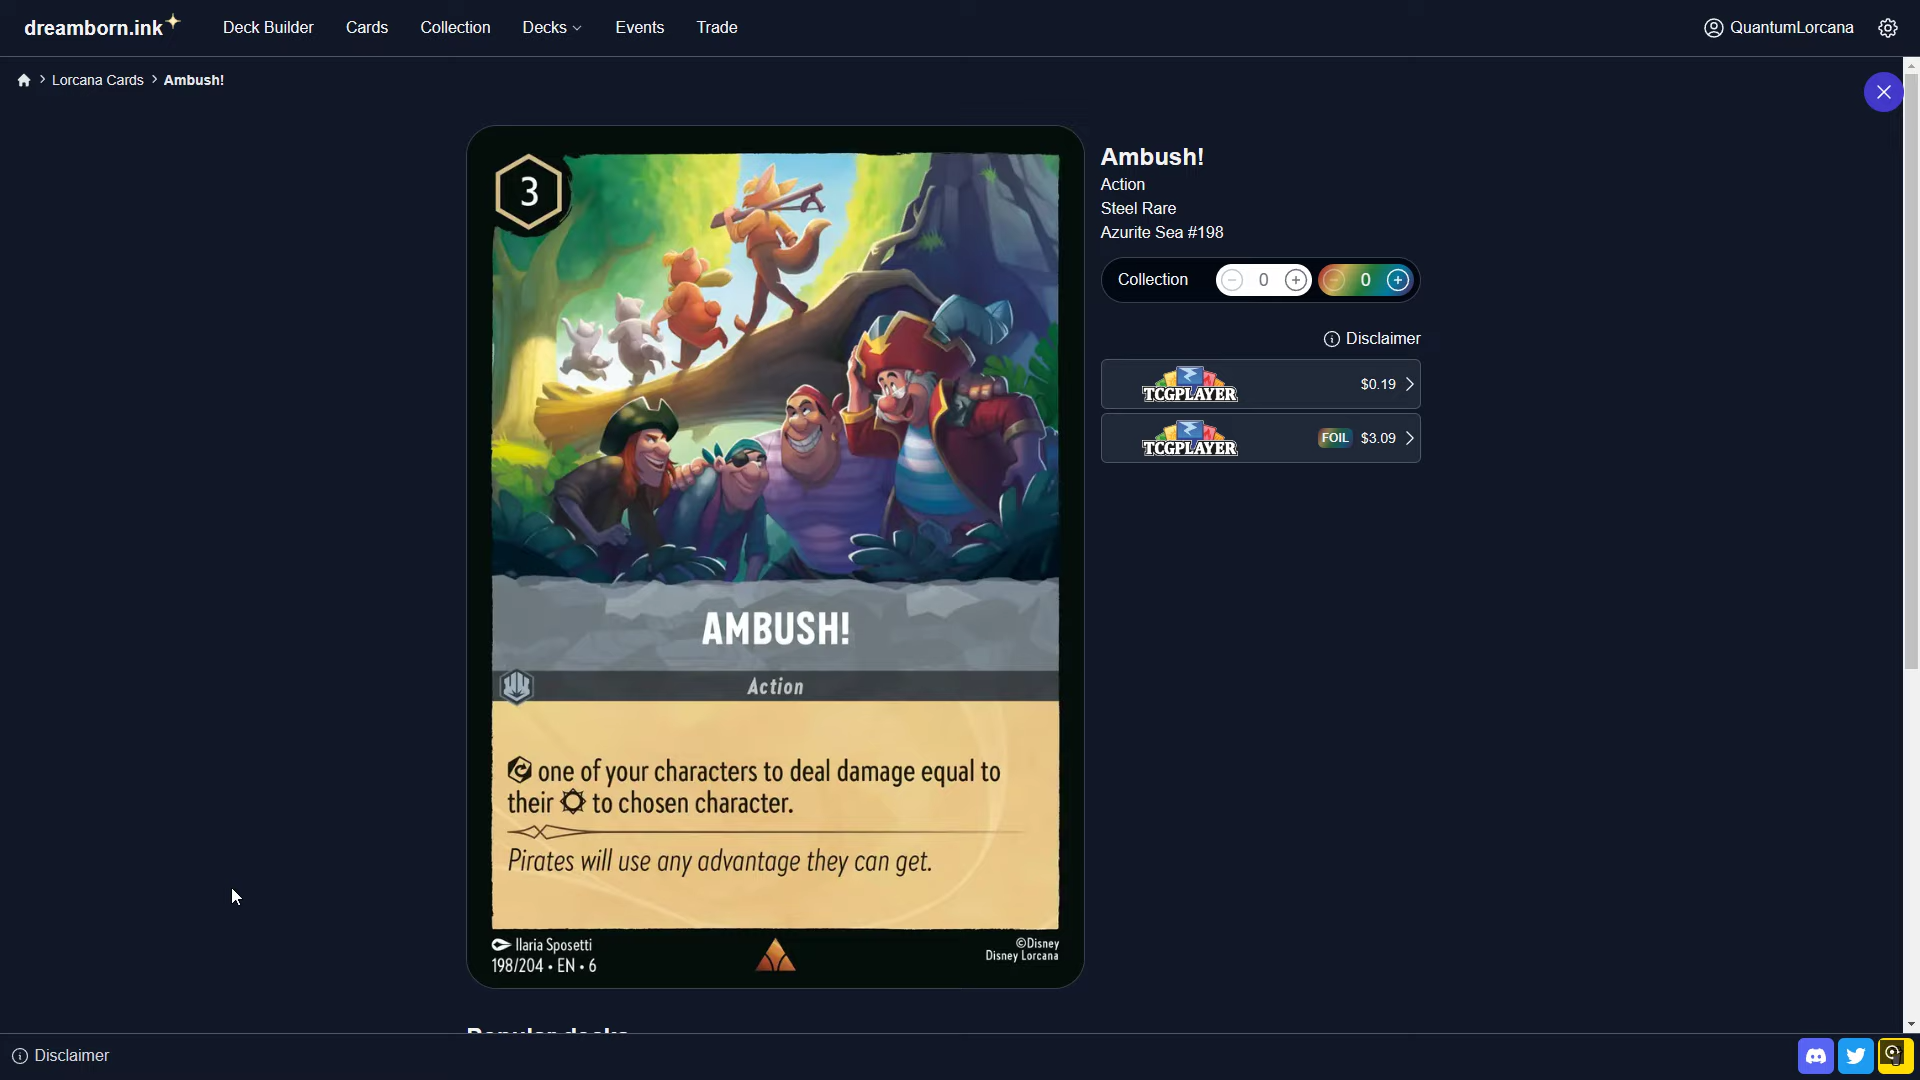 dreamborn.ink
Deck Builder
Cards
Collection
Decks
Events
Trade
QuantumLorcana
Lorcana Cards
Ambush!
3
AMBUSH!
Action
one of your characters to deal damage equal to
their to chosen character.
Pirates will use any advantage they can get.
Ilaria Sposetti
198/204 • EN • 6
©Disney
Disney Lorcana
Ambush!
Action
Steel Rare
Azurite Sea #198
Collection
0
0
Disclaimer
TCGPLAYER
$0.19
TCGPLAYER
FOIL
$3.09
Popular decks
Disclaimer